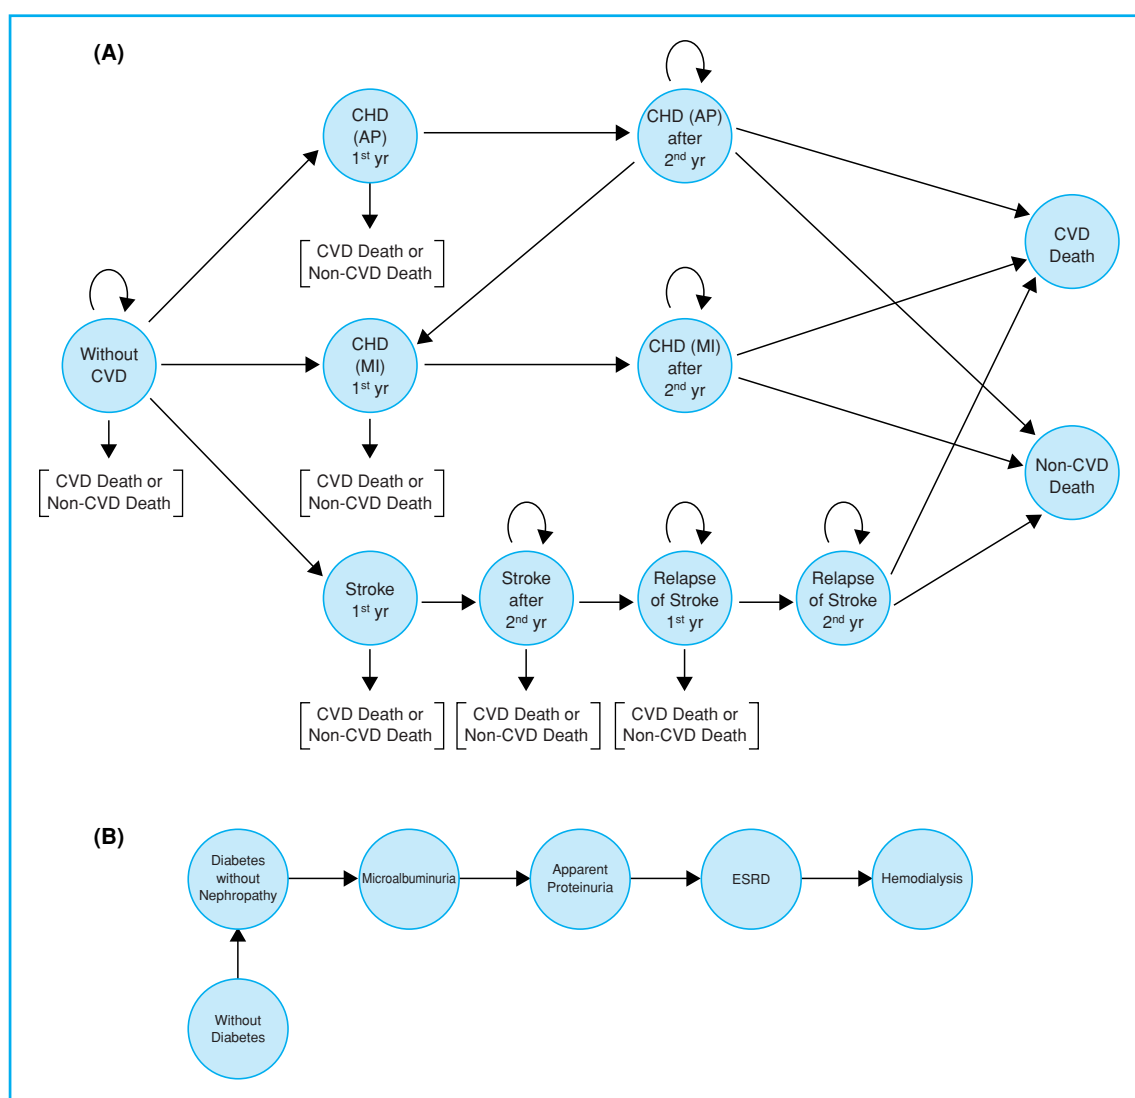 (A)
CHD
(AP)
1st yr
CHD (AP)
after
2nd yr
CVD Death or
Non-CVD Death
CVD
Death
Without
CVD
CHD
(MI)
1st yr
CHD (MI)
after
2nd yr
CVD Death or
Non-CVD Death
CVD Death or
Non-CVD Death
Non-CVD
Death
Stroke
1st yr
Stroke
after
2nd yr
Relapse
of Stroke
1st yr
Relapse
of Stroke
2nd yr
CVD Death or
Non-CVD Death
CVD Death or
Non-CVD Death
CVD Death or
Non-CVD Death
(B)
Diabetes
without
Nephropathy
Microalbuminuria
Apparent
Proteinuria
ESRD
Hemodialysis
Without
Diabetes